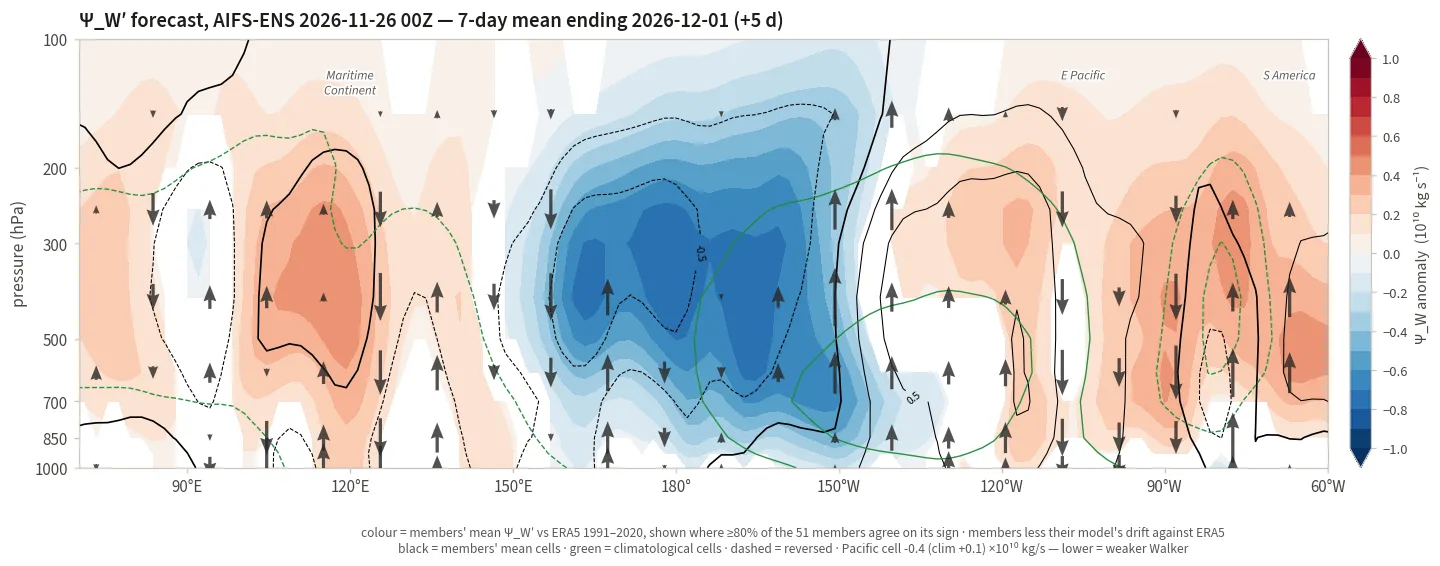 Ψ_W′ forecast, AIFS-ENS 2026-11-26 00Z — 7-day mean ending 2026-12-01 (+5 d)
100
200
300
400
500
700
850
1000
pressure (hPa)
Maritime
Continent
E Pacific
S America
-0.5
0.5
90°E
120°E
150°E
180°
150°W
120°W
90°W
60°W
1.0
0.8
0.6
0.4
0.2
0.0
−0.2
−0.4
−0.6
−0.8
−1.0
Ψ_W anomaly (10¹⁰ kg s⁻¹)
colour = members' mean Ψ_W′ vs ERA5 1991–2020, shown where ≥80% of the 51 members agree on its sign · members less their model's drift against ERA5
black = members' mean cells · green = climatological cells · dashed = reversed · Pacific cell -0.4 (clim +0.1) ×10¹⁰ kg/s — lower = weaker Walker